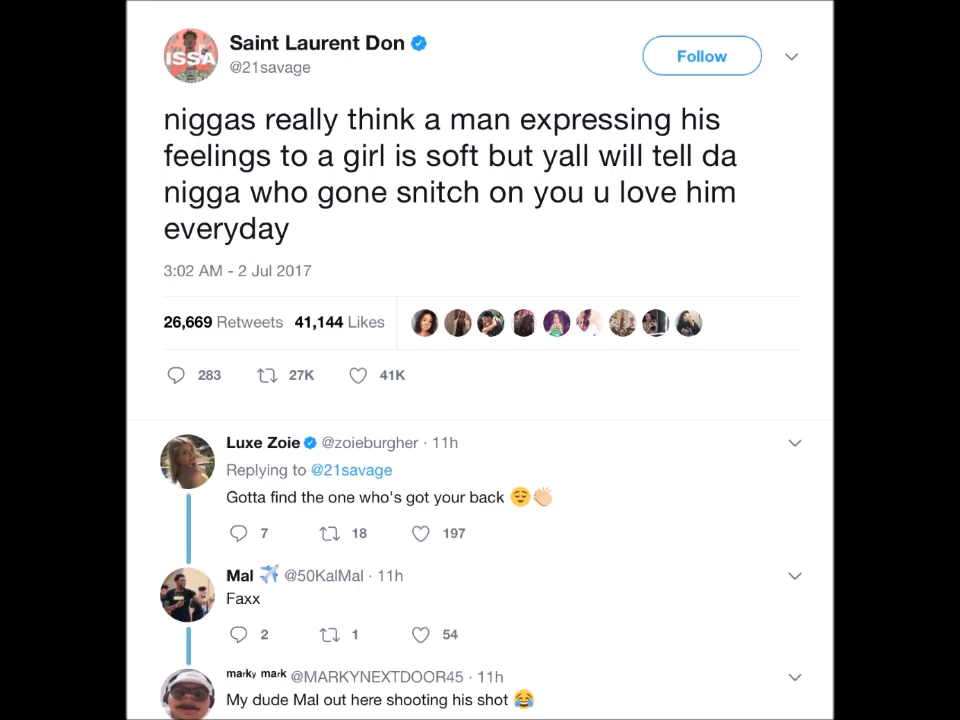 ISSA
Saint Laurent Don
@21savage
Follow
niggas really think a man expressing his
feelings to a girl is soft but yall will tell da
nigga who gone snitch on you u love him
everyday
3:02 AM - 2 Jul 2017
26,669 Retweets 41,144 Likes
283 27K 41K
Luxe Zoie @zoieburgher · 11h
Replying to @21savage
Gotta find the one who's got your back 😌👏🏻
7 18 197
Mal ✈️ @50KalMal · 11h
Faxx
2 1 54
marky mark @MARKYNEXTDOOR45 · 11h
My dude Mal out here shooting his shot 😂